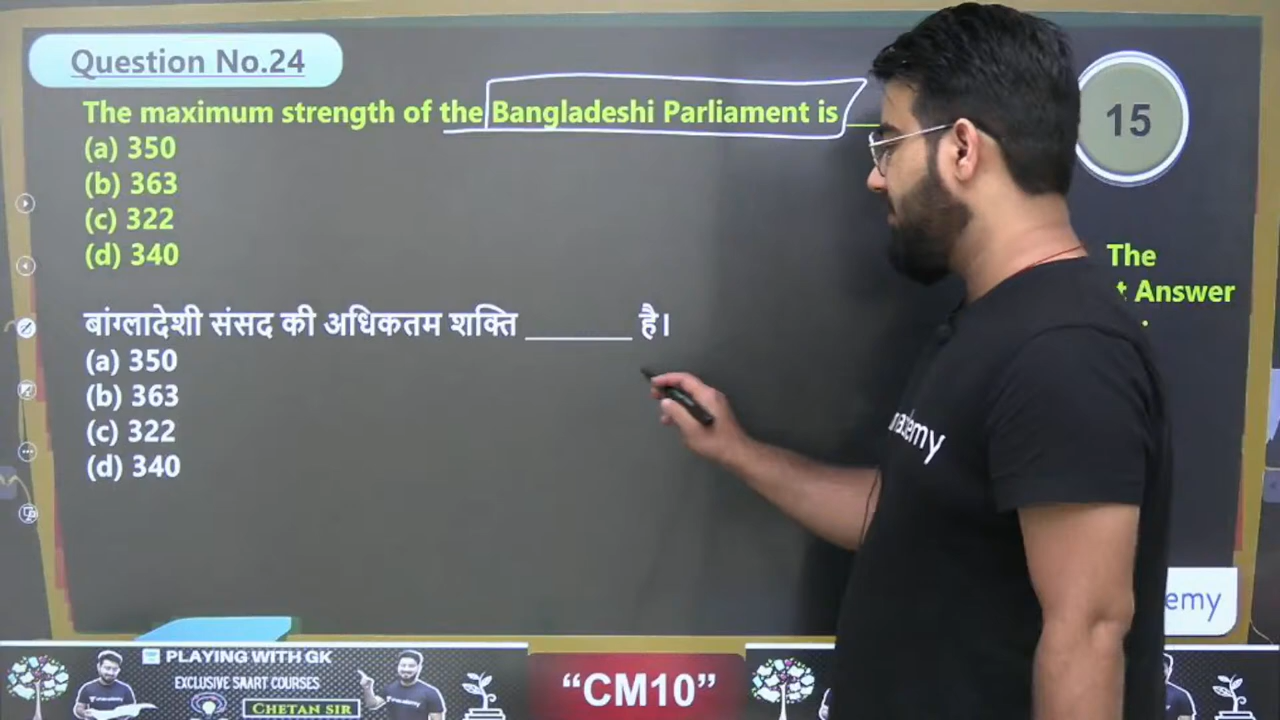 Question No.24
The maximum strength of the Bangladeshi Parliament is
(a) 350
(b) 363
(c) 322
(d) 340
15
The
Answer
बांग्लादेशी संसद की अधिकतम शक्ति ________ है।
(a) 350
(b) 363
(c) 322
(d) 340
emy
PLAYING WITH GK
EXCLUSIVE SAART COURSES
CHETAN SIR
“CM10”